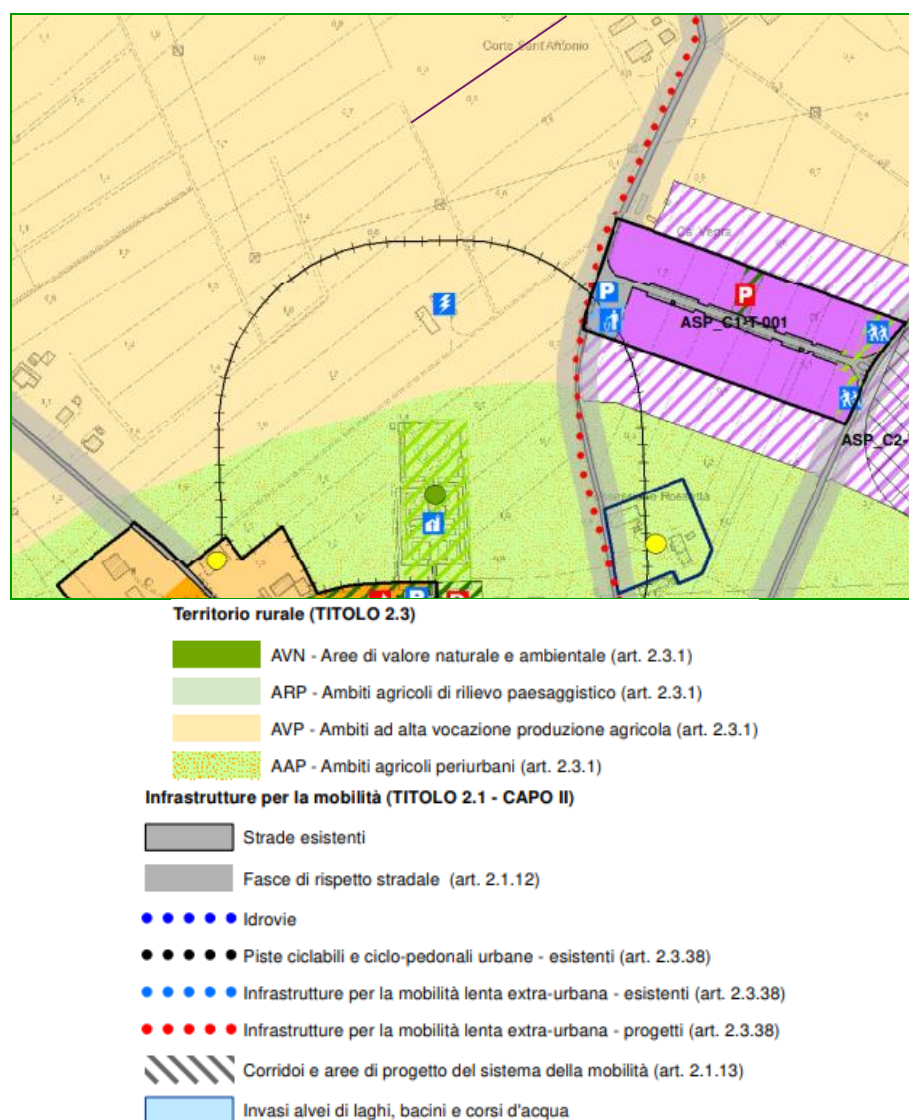 Corte Sant'Antonio
Ca. Vegra
P
P
ASP_C1-T-001
ASP_C2-
Territorio rurale (TITOLO 2.3)
AVN - Aree di valore naturale e ambientale (art. 2.3.1)
ARP - Ambiti agricoli di rilievo paesaggistico (art. 2.3.1)
AVP - Ambiti ad alta vocazione produzione agricola (art. 2.3.1)
AAP - Ambiti agricoli periurbani (art. 2.3.1)
Infrastrutture per la mobilità (TITOLO 2.1 - CAPO II)
Strade esistenti
Fasce di rispetto stradale (art. 2.1.12)
Idrovie
Piste ciclabili e ciclo-pedonali urbane - esistenti (art. 2.3.38)
Infrastrutture per la mobilità lenta extra-urbana - esistenti (art. 2.3.38)
Infrastrutture per la mobilità lenta extra-urbana - progetti (art. 2.3.38)
Corridoi e aree di progetto del sistema della mobilità (art. 2.1.13)
Invasi alvei di laghi, bacini e corsi d'acqua